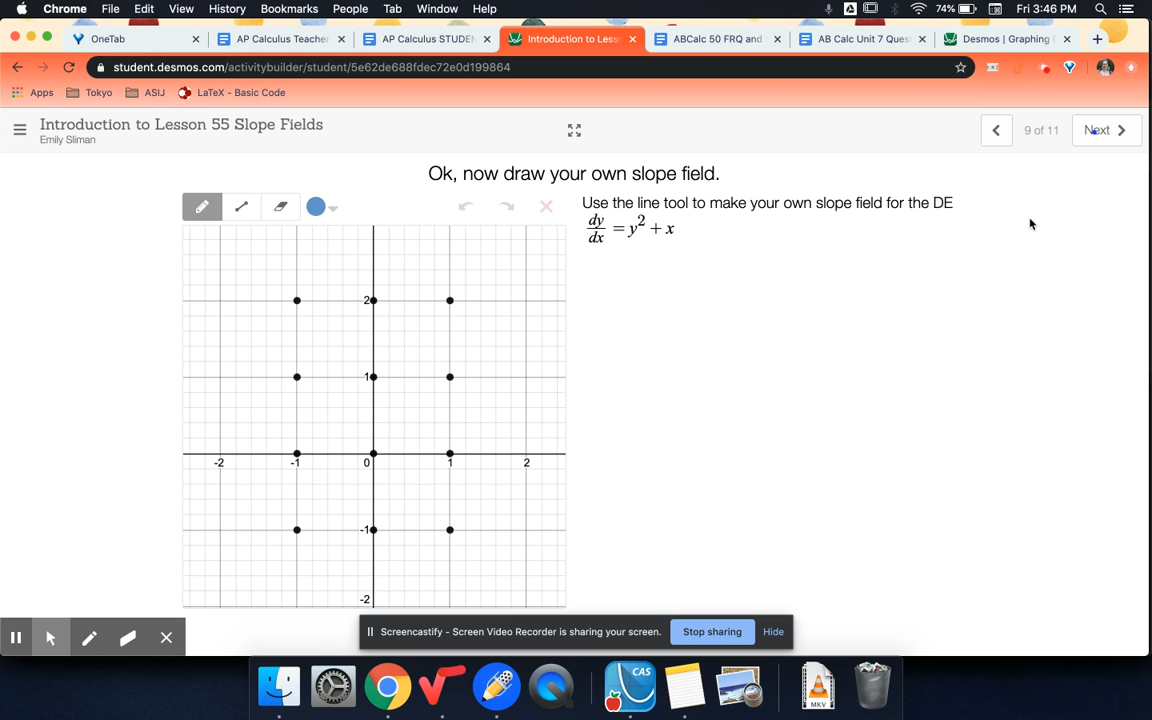 Chrome File Edit View History Bookmarks People Tab Window Help 74% Fri 3:46 PM
OneTab AP Calculus Teacher AP Calculus STUDEN Introduction to Less ABCalc 50 FRQ and AB Calc Unit 7 Quest Desmos | Graphing C
student.desmos.com/activitybuilder/student/5e62de688fdec72e0d199864
Apps Tokyo ASIJ LaTeX - Basic Code
Introduction to Lesson 55 Slope Fields
Emily Sliman
9 of 11 Next
Ok, now draw your own slope field.
Use the line tool to make your own slope field for the DE
dy/dx = y² + x
2
1
-2 -1 0 1 2
-1
-2
Screencastify - Screen Video Recorder is sharing your screen. Stop sharing Hide
CAS
MKV